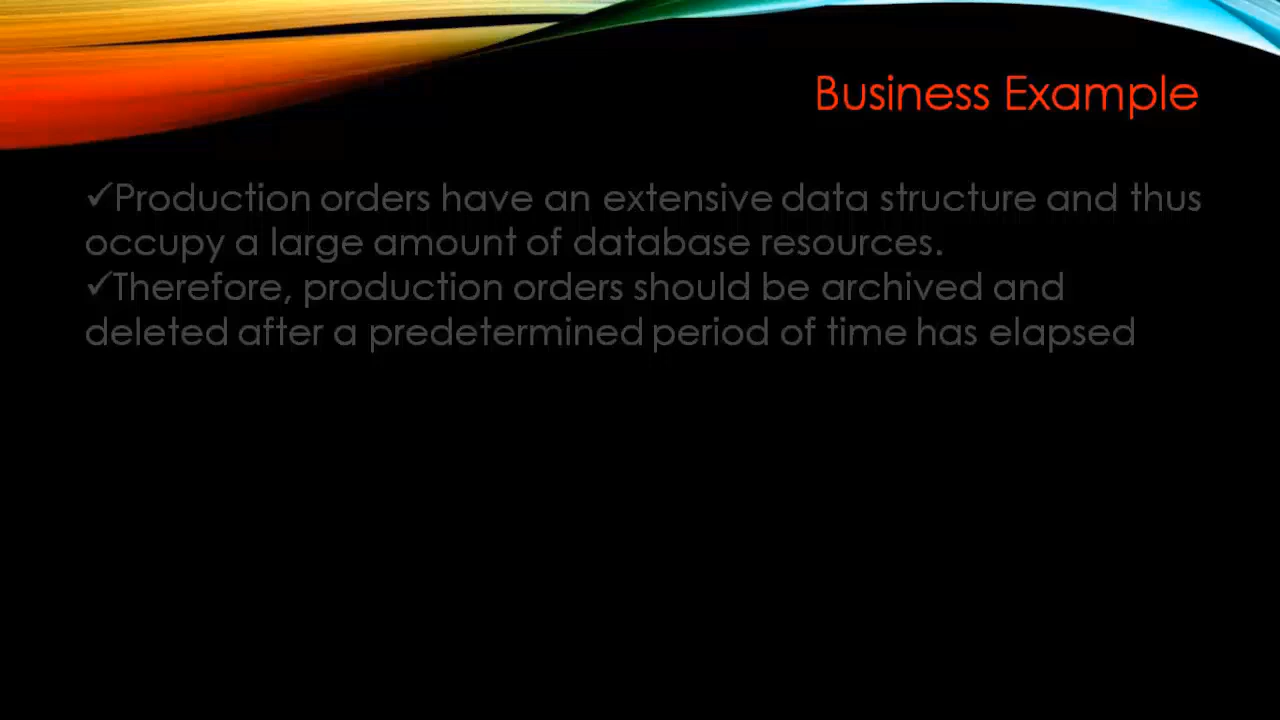 Business Example
✓Production orders have an extensive data structure and thus
occupy a large amount of database resources.
✓Therefore, production orders should be archived and
deleted after a predetermined period of time has elapsed